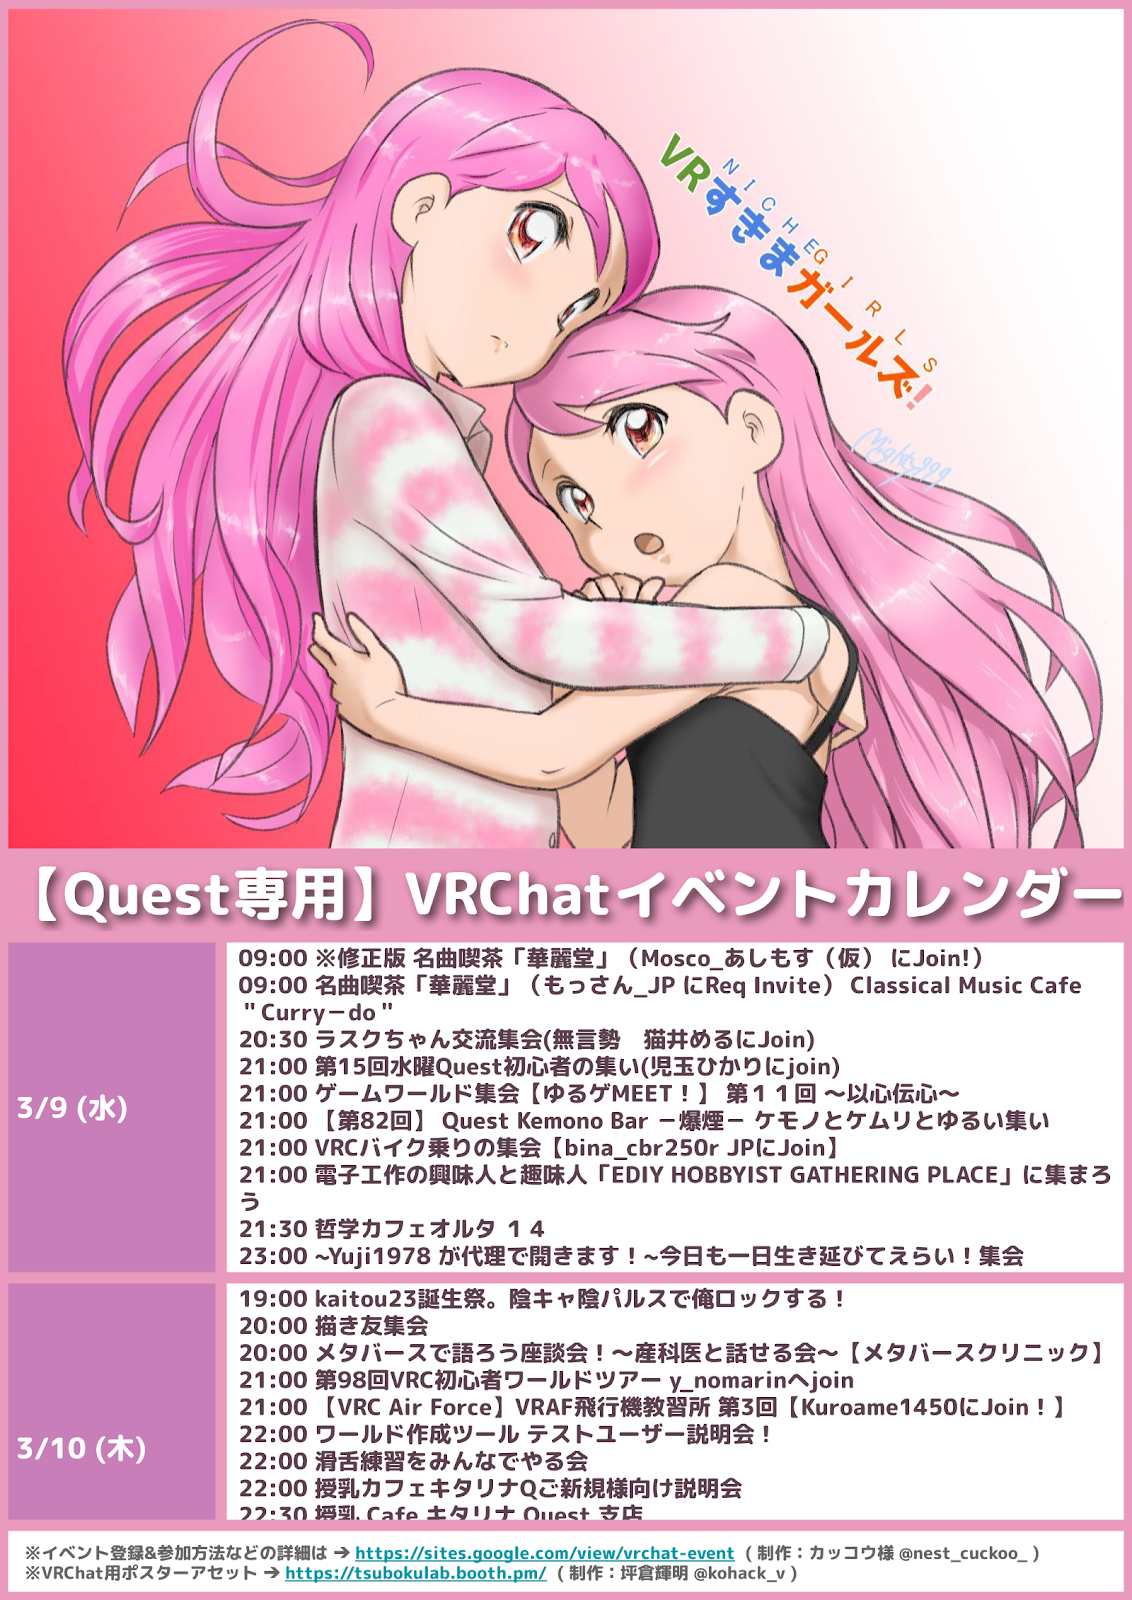 NICHE GIRLS
VRすきまガールズ!
Mighty999
【Quest専用】VRChatイベントカレンダー
3/9 (水)
09:00 ※修正版 名曲喫茶「華麗堂」（Mosco_あしもす（仮） にJoin!）
09:00 名曲喫茶「華麗堂」（もっさん_JP にReq Invite） Classical Music Cafe
＂Curry－do＂
20:30 ラスクちゃん交流集会(無言勢　猫井めるにJoin)
21:00 第15回水曜Quest初心者の集い(児玉ひかりにjoin)
21:00 ゲームワールド集会【ゆるゲMEET！】 第１１回 ～以心伝心～
21:00 【第82回】 Quest Kemono Bar －爆煙－ ケモノとケムリとゆるい集い
21:00 VRCバイク乗りの集会【bina_cbr250r JPにJoin】
21:00 電子工作の興味人と趣味人「EDIY HOBBYIST GATHERING PLACE」に集まろ
う
21:30 哲学カフェオルタ １４
23:00 ~Yuji1978 が代理で開きます！~今日も一日生き延びてえらい！集会
3/10 (木)
19:00 kaitou23誕生祭。陰キャ陰パルスで俺ロックする！
20:00 描き友集会
20:00 メタバースで語ろう座談会！～産科医と話せる会～【メタバースクリニック】
21:00 第98回VRC初心者ワールドツアー y_nomarinへjoin
21:00 【VRC Air Force】VRAF飛行機教習所 第3回【Kuroame1450にJoin！】
22:00 ワールド作成ツール テストユーザー説明会！
22:00 滑舌練習をみんなでやる会
22:00 授乳カフェキタリナQご新規様向け説明会
22:30 授乳 Cafe キタリナ Quest 支店
※イベント登録&参加方法などの詳細は → https://sites.google.com/view/vrchat-event （制作：カッコウ様 @nest_cuckoo_ ）
※VRChat用ポスターアセット → https://tsubokulab.booth.pm/ （制作：坪倉輝明 @kohack_v ）